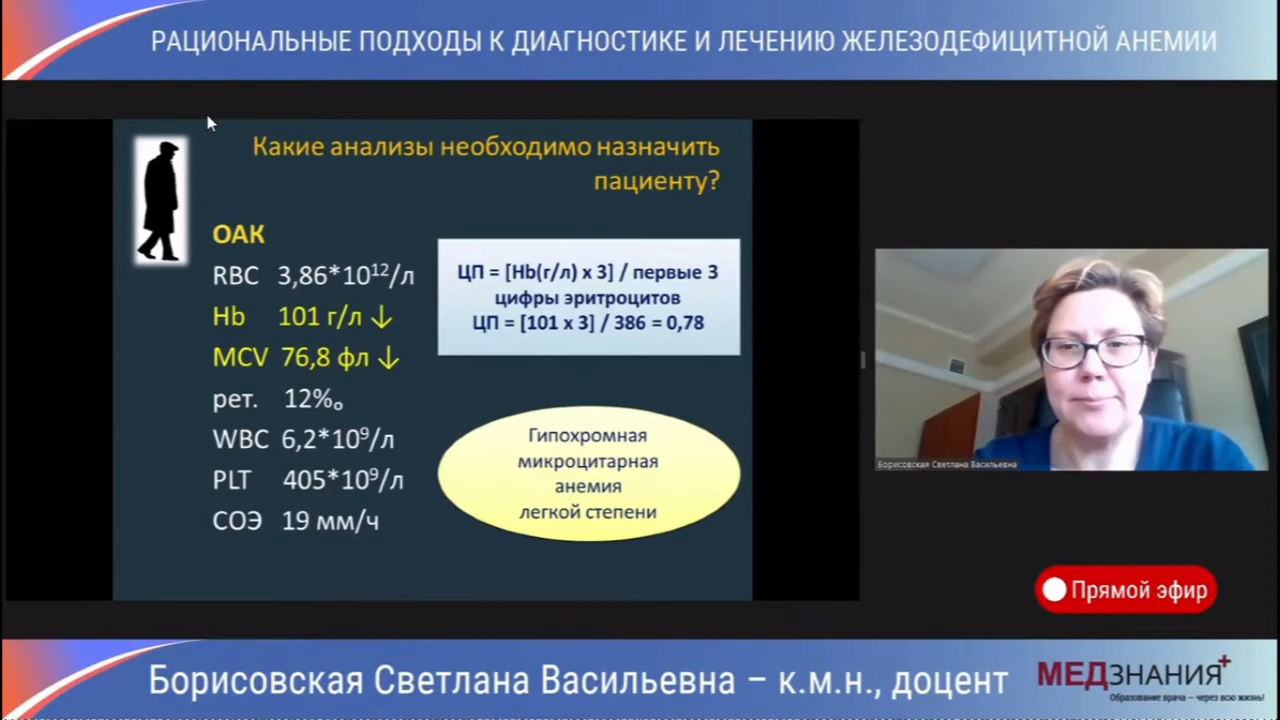 РАЦИОНАЛЬНЫЕ ПОДХОДЫ К ДИАГНОСТИКЕ И ЛЕЧЕНИЮ ЖЕЛЕЗОДЕФИЦИТНОЙ АНЕМИИ
Какие анализы необходимо назначить
пациенту?
ОАК
RBC 3,86*10¹²/л
Hb 101 г/л ↓
MCV 76,8 фл ↓
рет. 12%ₒ
WBC 6,2*10⁹/л
PLT 405*10⁹/л
СОЭ 19 мм/ч
ЦП = [Hb(г/л) x 3] / первые 3
цифры эритроцитов
ЦП = [101 x 3] / 386 = 0,78
Гипохромная
микроцитарная
анемия
легкой степени
Борисовская Светлана Васильевна
Прямой эфир
Борисовская Светлана Васильевна – к.м.н., доцент
МЕДЗНАНИЯ+
Образование врача – через всю жизнь!